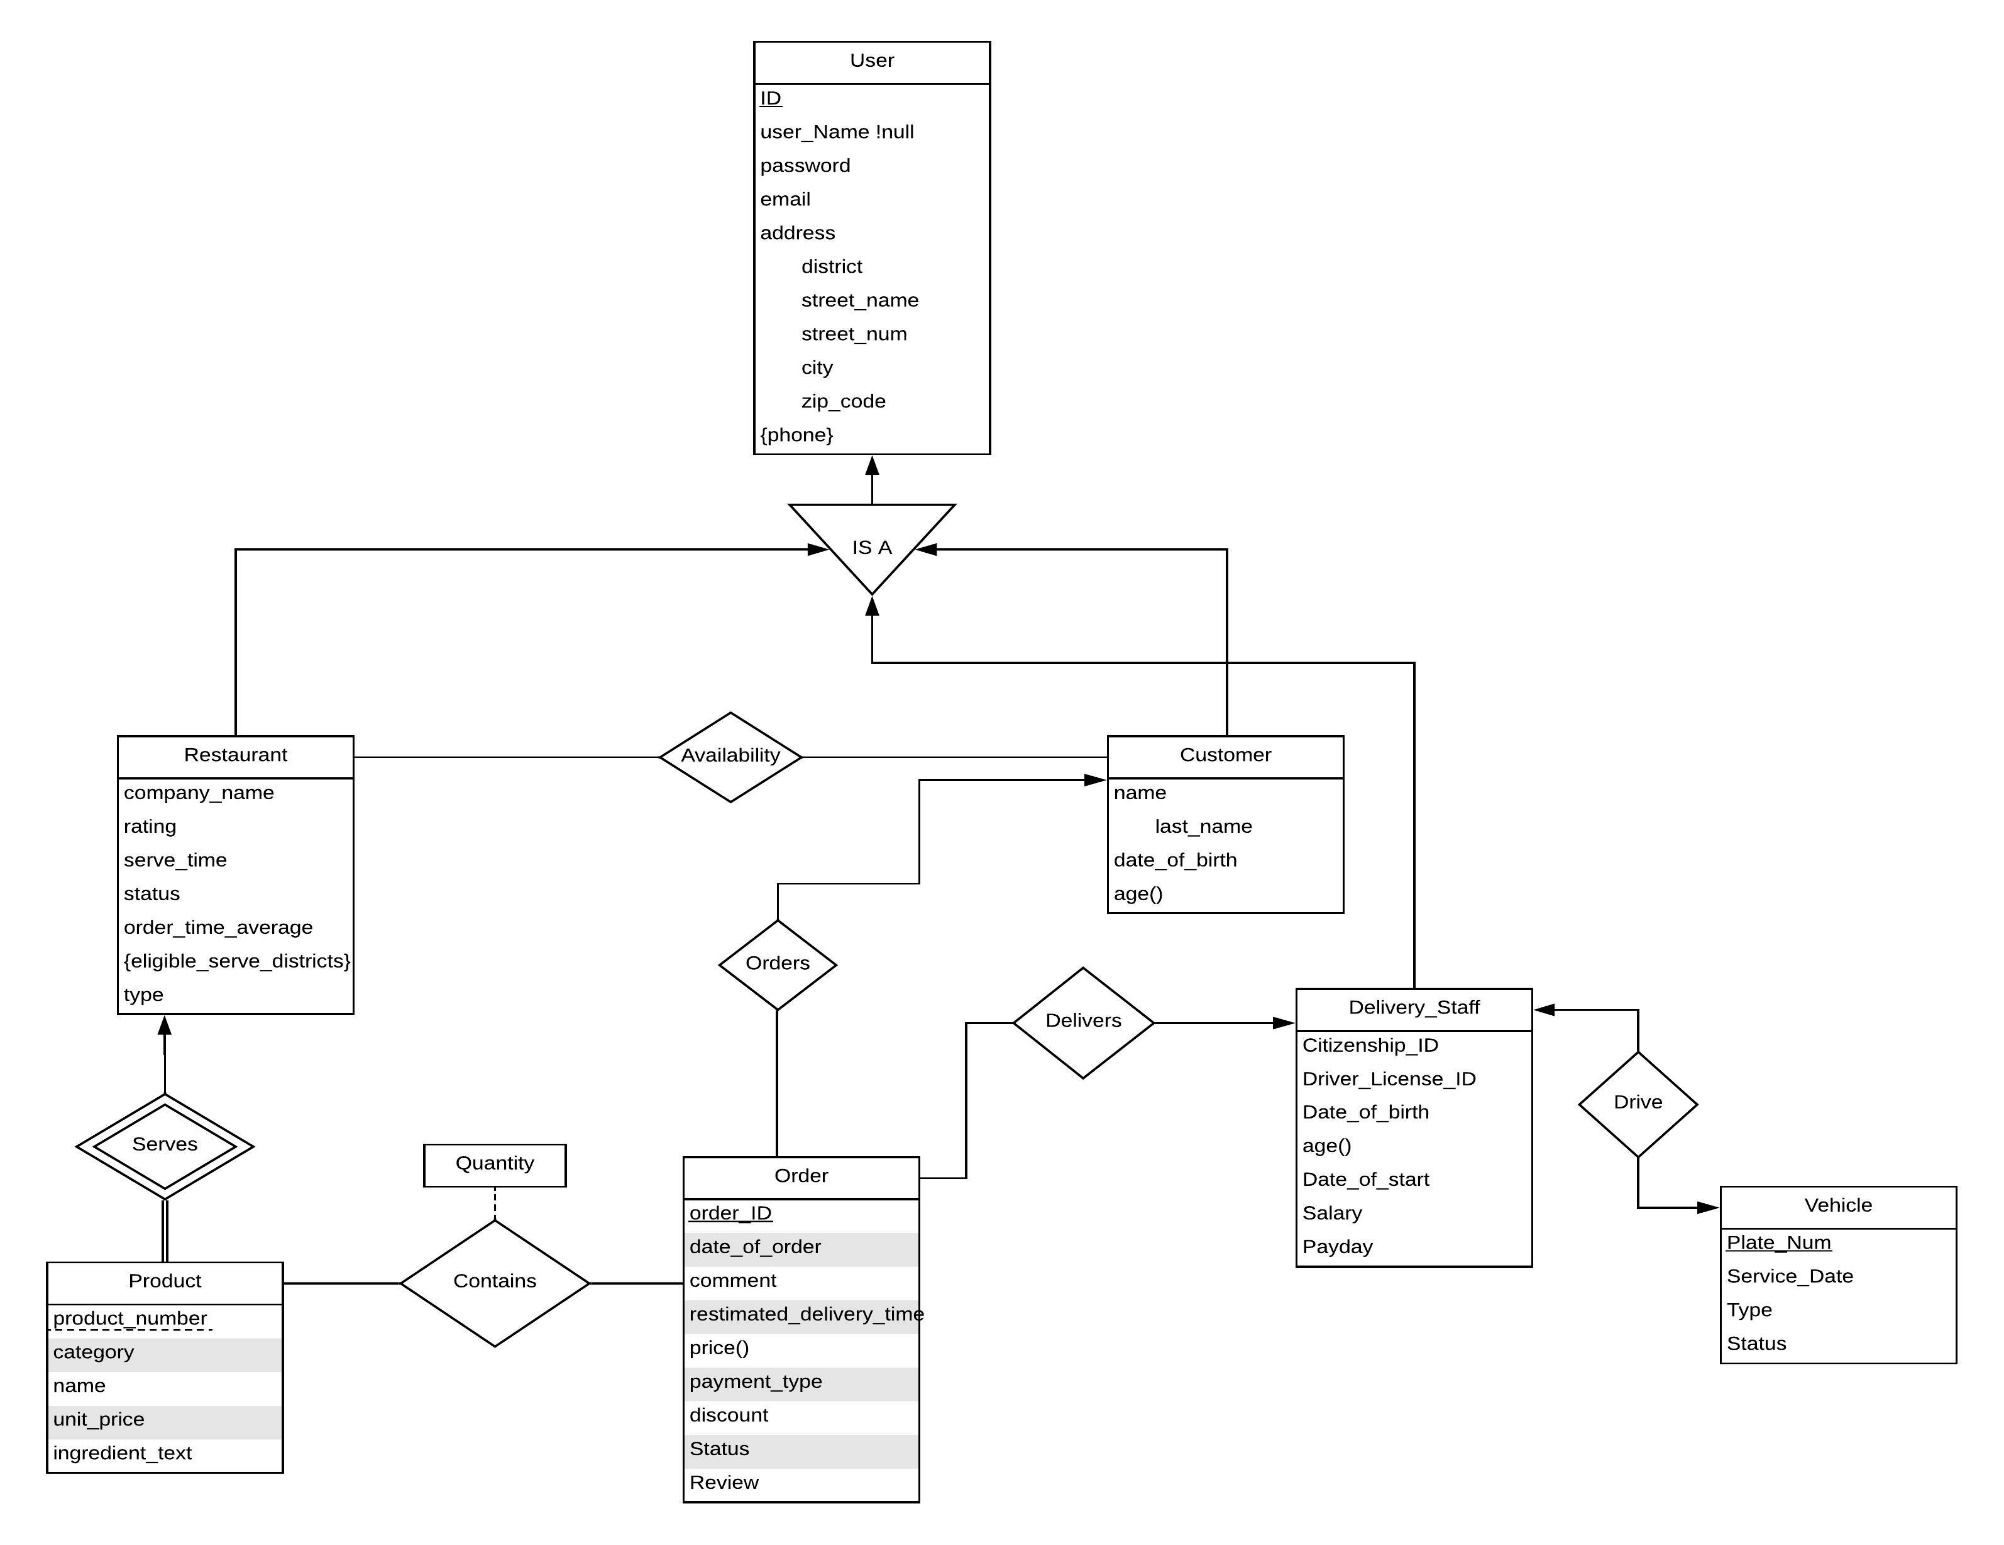 User
ID
user_Name !null
password
email
address
district
street_name
street_num
city
zip_code
{phone}
IS A
Restaurant
company_name
rating
serve_time
status
order_time_average
{eligible_serve_districts}
type
Availability
Customer
name
last_name
date_of_birth
age()
Orders
Delivers
Delivery_Staff
Citizenship_ID
Driver_License_ID
Date_of_birth
age()
Date_of_start
Salary
Payday
Drive
Vehicle
Plate_Num
Service_Date
Type
Status
Serves
Product
product_number
category
name
unit_price
ingredient_text
Quantity
Contains
Order
order_ID
date_of_order
comment
restimated_delivery_time
price()
payment_type
discount
Status
Review